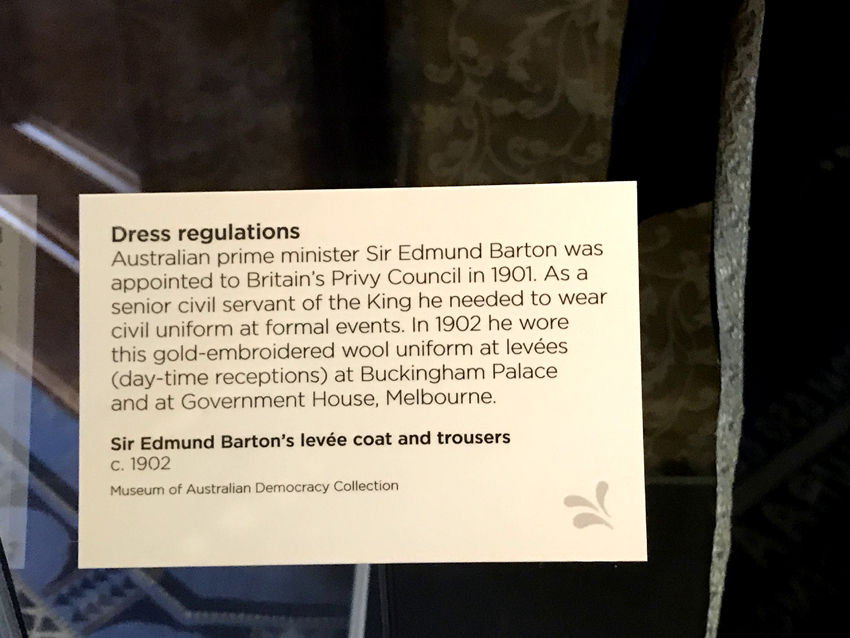 Dress regulations
Australian prime minister Sir Edmund Barton was
appointed to Britain's Privy Council in 1901. As a
senior civil servant of the King he needed to wear
civil uniform at formal events. In 1902 he wore
this gold-embroidered wool uniform at levées
(day-time receptions) at Buckingham Palace
and at Government House, Melbourne.
Sir Edmund Barton's levée coat and trousers
c. 1902
Museum of Australian Democracy Collection